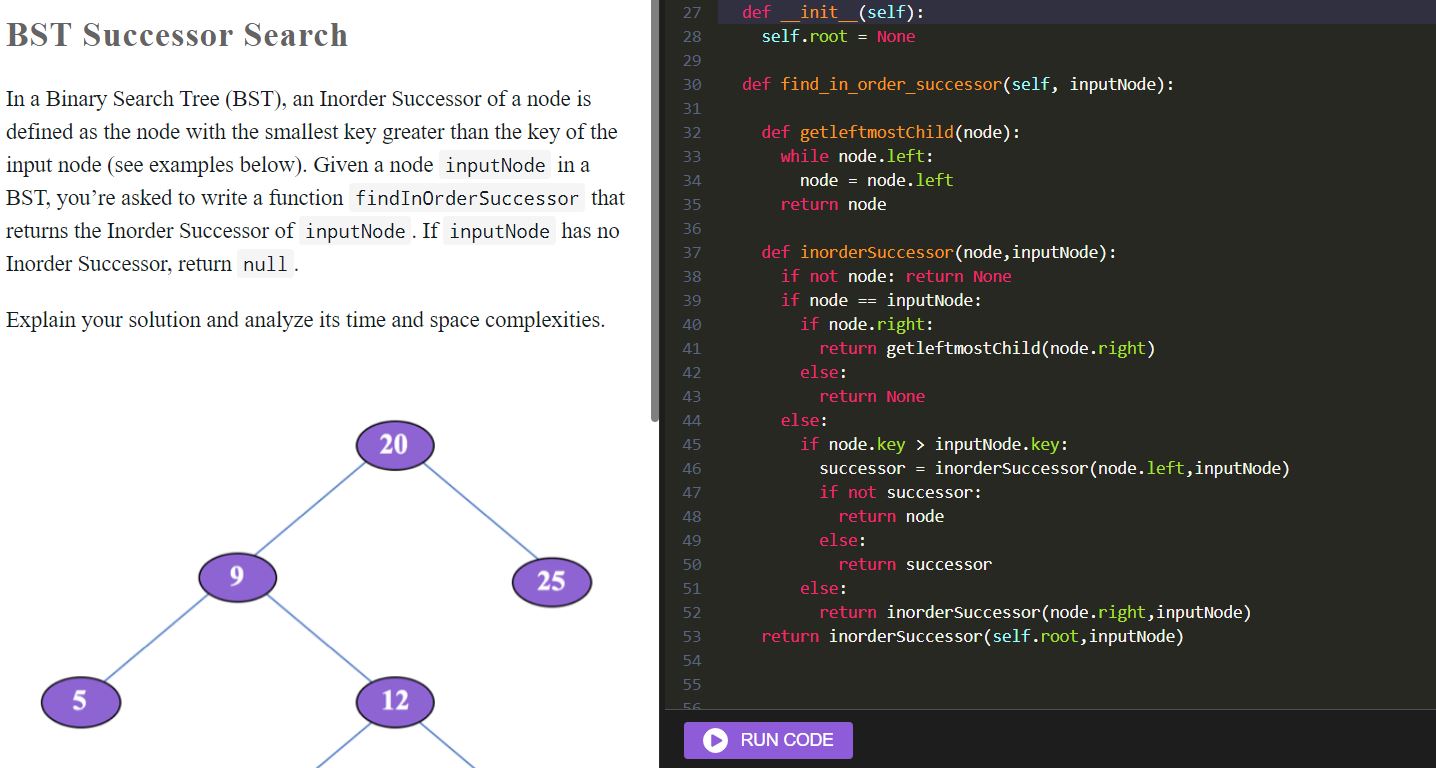 BST Successor Search
In a Binary Search Tree (BST), an Inorder Successor of a node is
defined as the node with the smallest key greater than the key of the
input node (see examples below). Given a node inputNode in a
BST, you’re asked to write a function findInOrderSuccessor that
returns the Inorder Successor of inputNode. If inputNode has no
Inorder Successor, return null.
Explain your solution and analyze its time and space complexities.
20
9
25
5
12
27 def __init__(self):
28 self.root = None
29
30 def find_in_order_successor(self, inputNode):
31
32 def getleftmostChild(node):
33 while node.left:
34 node = node.left
35 return node
36
37 def inorderSuccessor(node,inputNode):
38 if not node: return None
39 if node == inputNode:
40 if node.right:
41 return getleftmostChild(node.right)
42 else:
43 return None
44 else:
45 if node.key > inputNode.key:
46 successor = inorderSuccessor(node.left,inputNode)
47 if not successor:
48 return node
49 else:
50 return successor
51 else:
52 return inorderSuccessor(node.right,inputNode)
53 return inorderSuccessor(self.root,inputNode)
54
55
56
RUN CODE